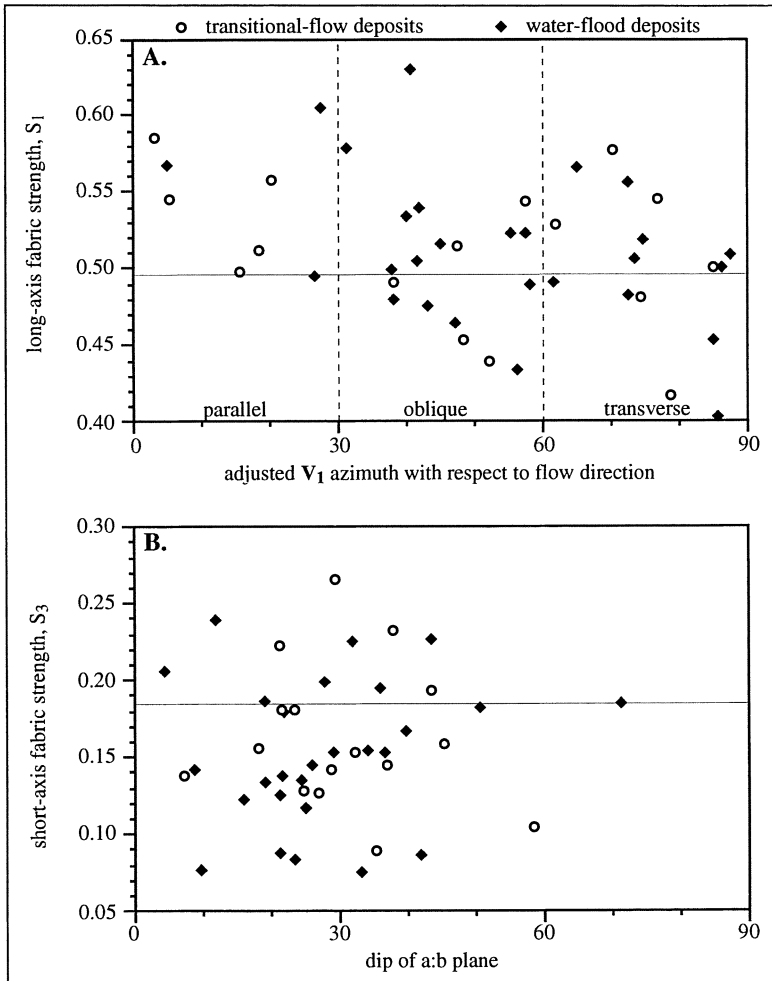 transitional-flow deposits water-flood deposits
A.
0.65
0.60
0.55
0.50
0.45
0.40
long-axis fabric strength, S1
parallel oblique transverse
0 30 60 90
adjusted V1 azimuth with respect to flow direction
B.
0.30
0.25
0.20
0.15
0.10
0.05
short-axis fabric strength, S3
0 30 60 90
dip of a:b plane